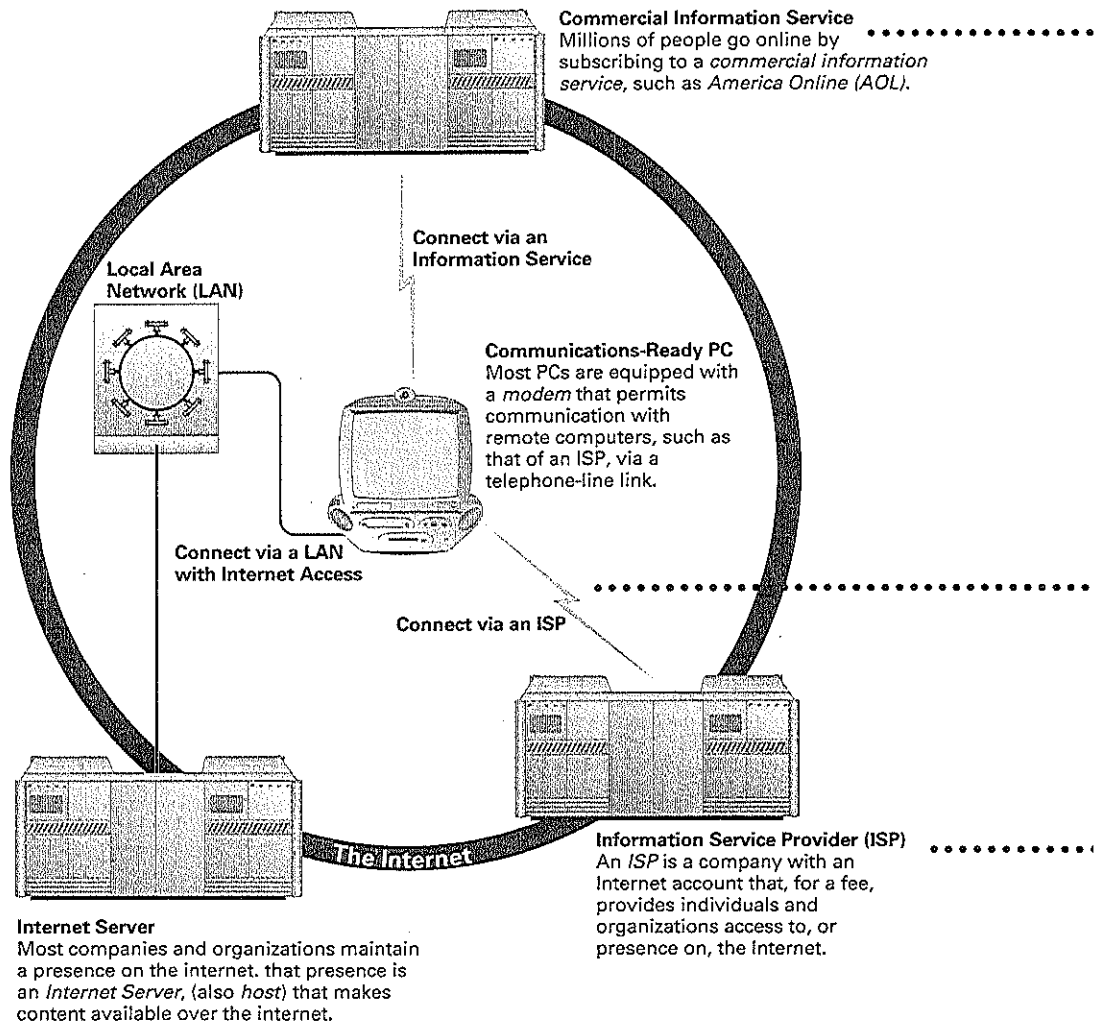 Commercial Information Service
Millions of people go online by
subscribing to a commercial information
service, such as America Online (AOL).
Connect via an
Information Service
Local Area
Network (LAN)
Communications-Ready PC
Most PCs are equipped with
a modem that permits
communication with
remote computers, such as
that of an ISP, via a
telephone-line link.
Connect via a LAN
with Internet Access
Connect via an ISP
The Internet
Information Service Provider (ISP)
An ISP is a company with an
Internet account that, for a fee,
provides individuals and
organizations access to, or
presence on, the Internet.
Internet Server
Most companies and organizations maintain
a presence on the internet. that presence is
an Internet Server, (also host) that makes
content available over the internet.